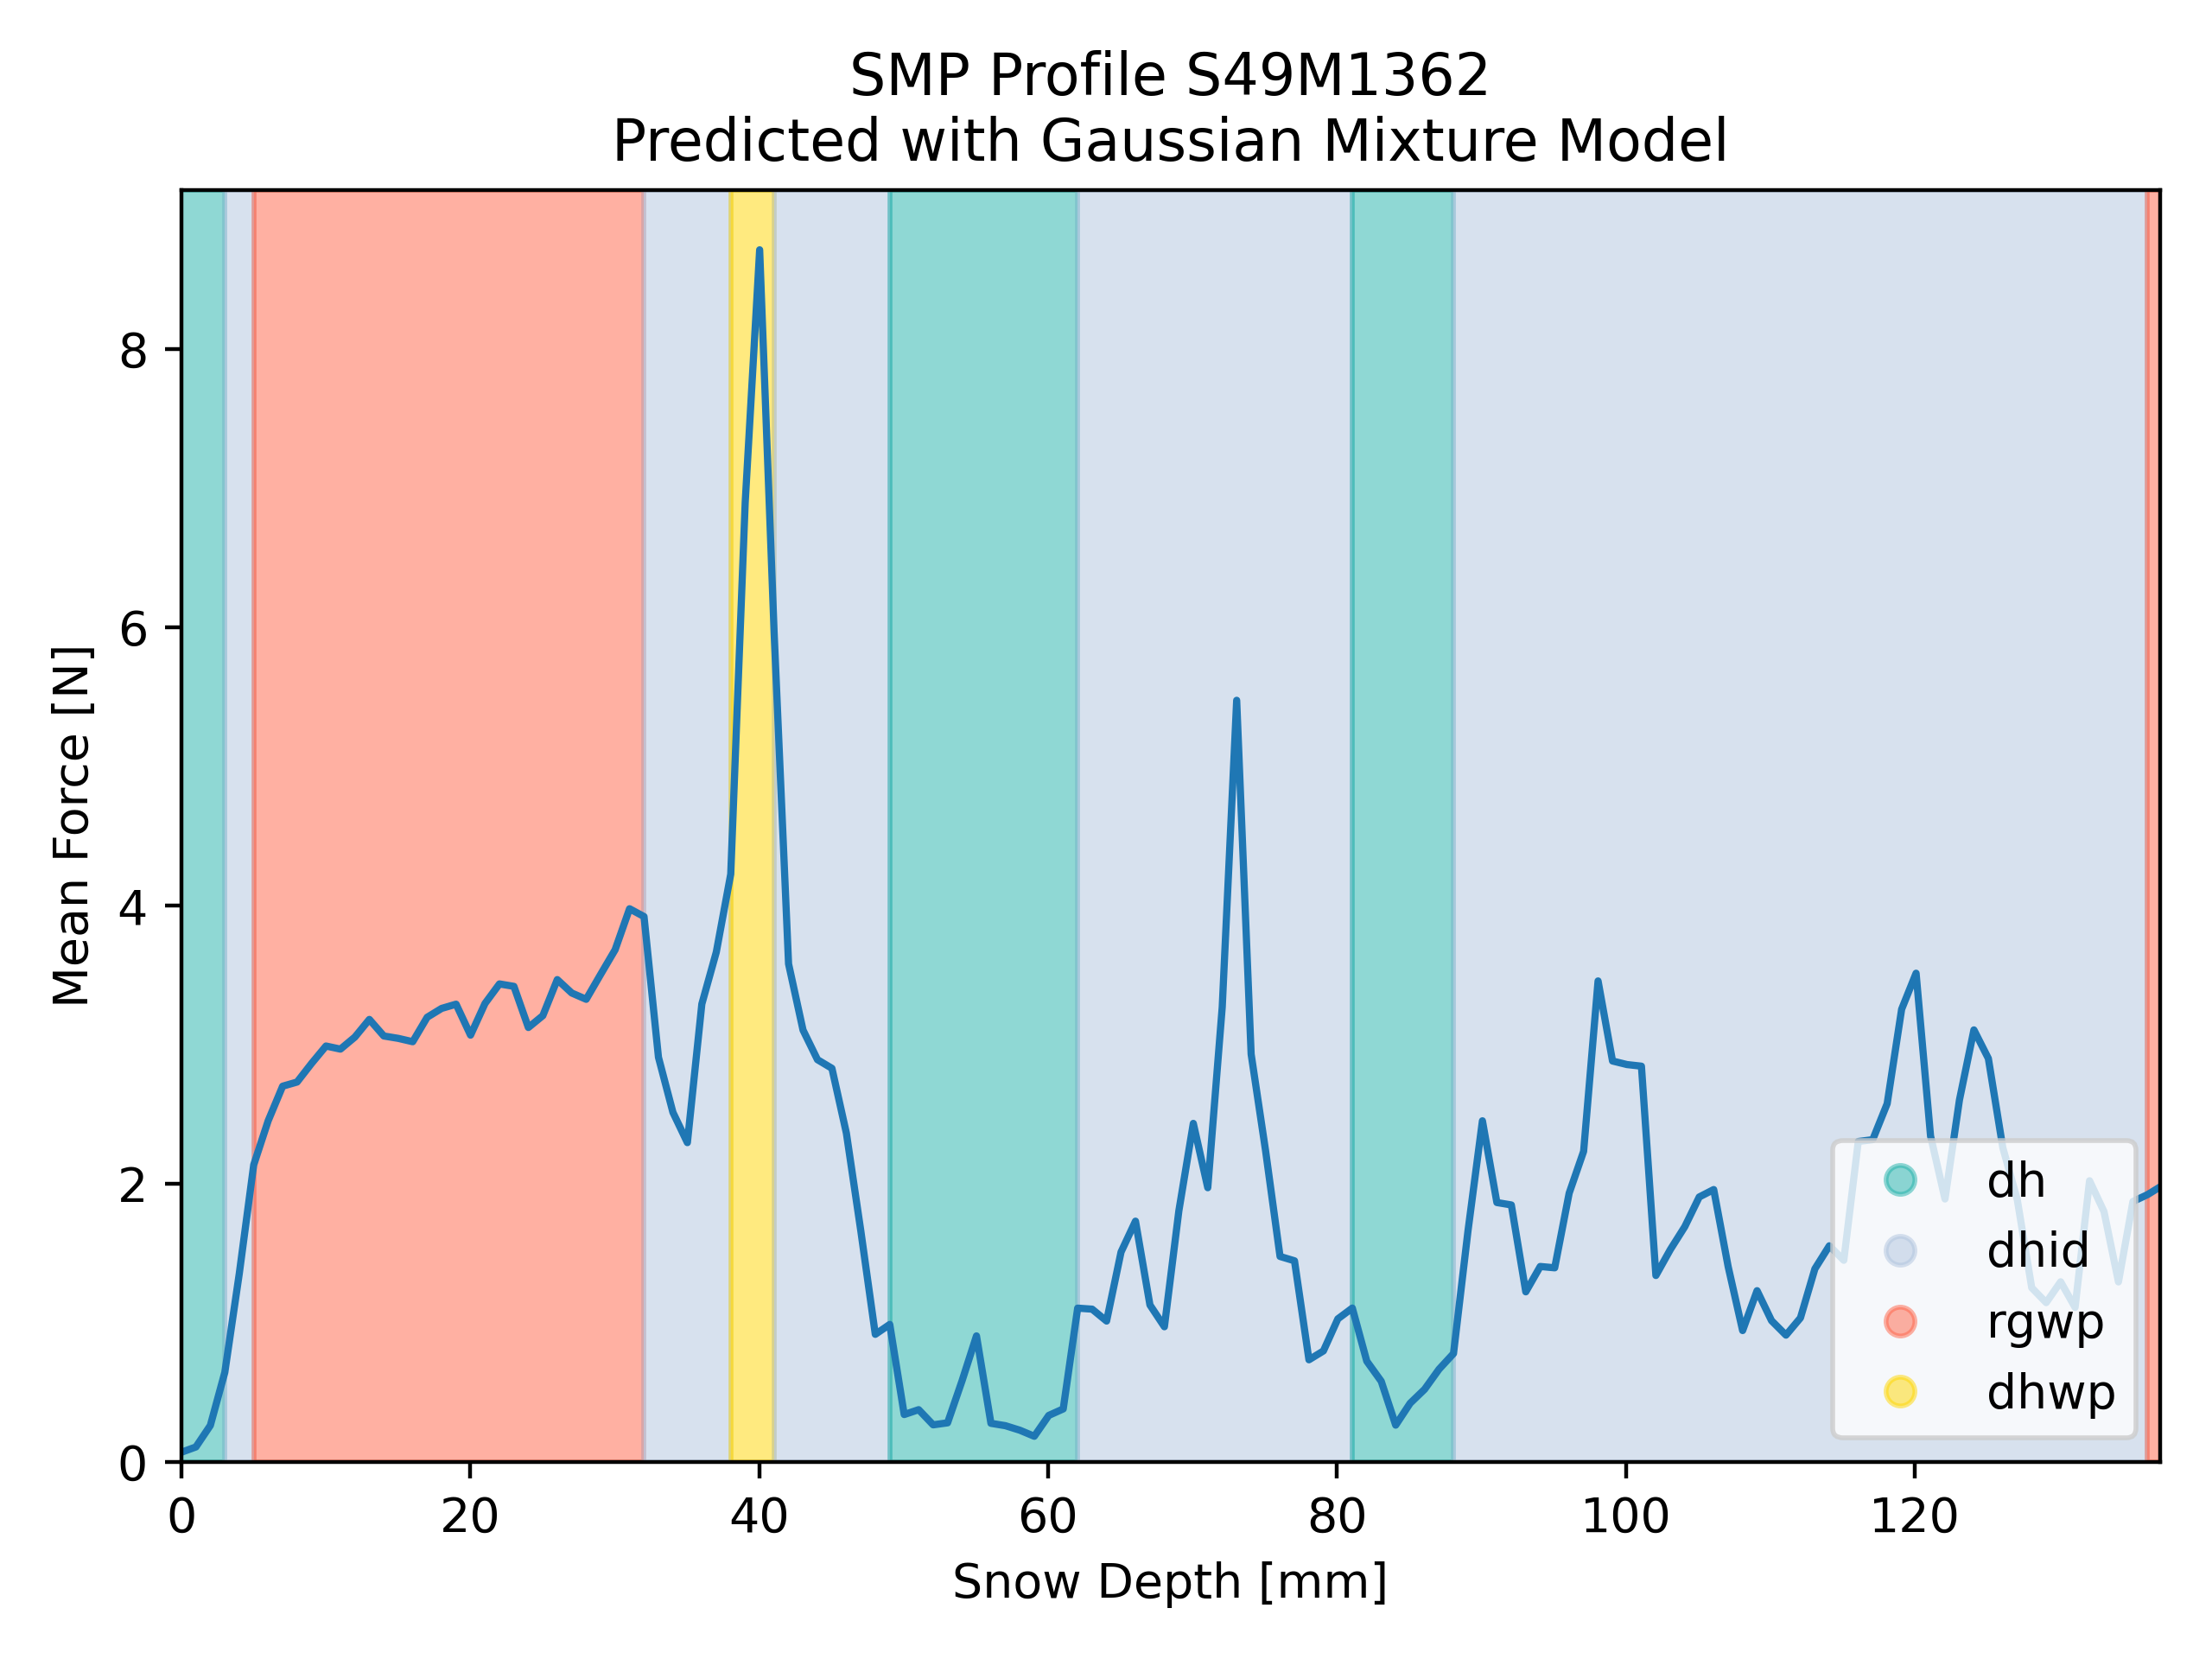 SMP Profile S49M1362
Predicted with Gaussian Mixture Model
Mean Force [N]
8
6
4
2
0
0 20 40 60 80 100 120
Snow Depth [mm]
dh
dhid
rgwp
dhwp